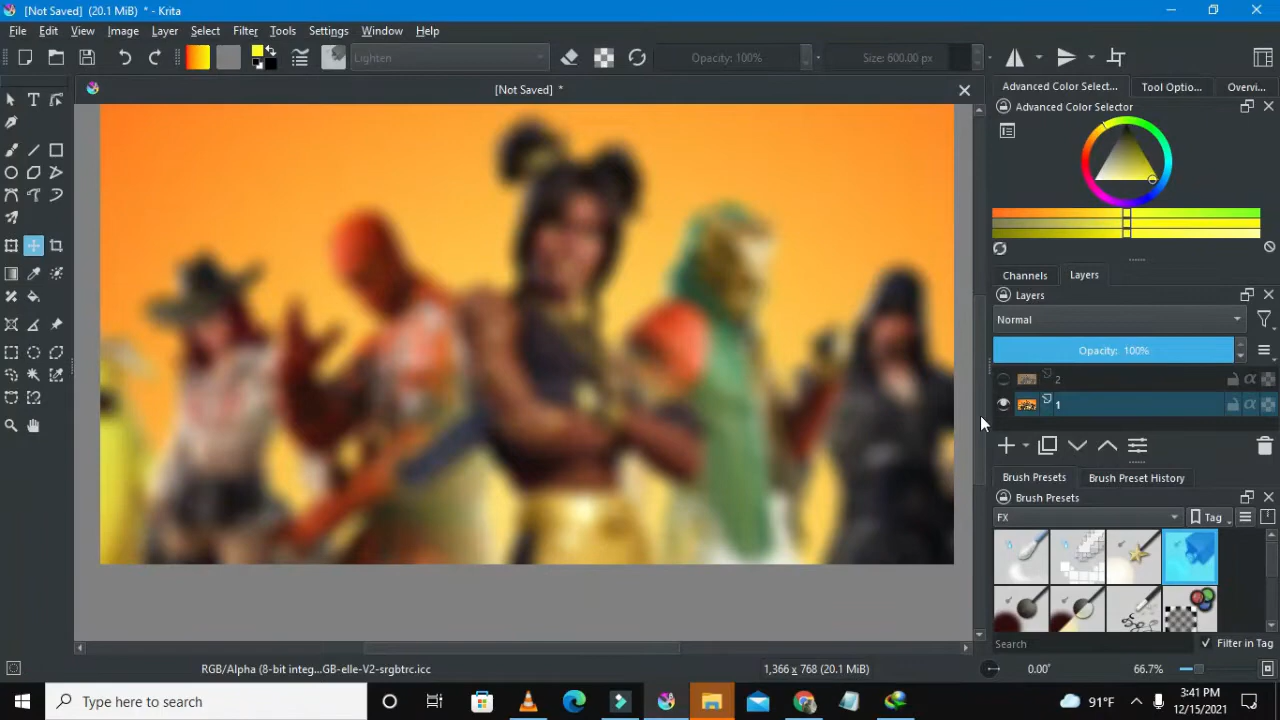 [Not Saved]  (20.1 MiB)  * - Krita
File Edit View Image Layer Select Filter Tools Settings Window Help
Lighten Opacity: 100% Size: 600.00 px
[Not Saved]  *
Advanced Color Select... Tool Optio... Overvi...
Advanced Color Selector
Channels Layers
Layers
Normal
Opacity:  100%
2
1
Brush Presets Brush Preset History
Brush Presets
FX Tag
Search Filter in Tag
RGB/Alpha (8-bit integ...GB-elle-V2-srgbtrc.icc 1,366 x 768 (20.1 MiB) 0.00° 66.7%
Type here to search 91°F 3:41 PM
12/15/2021